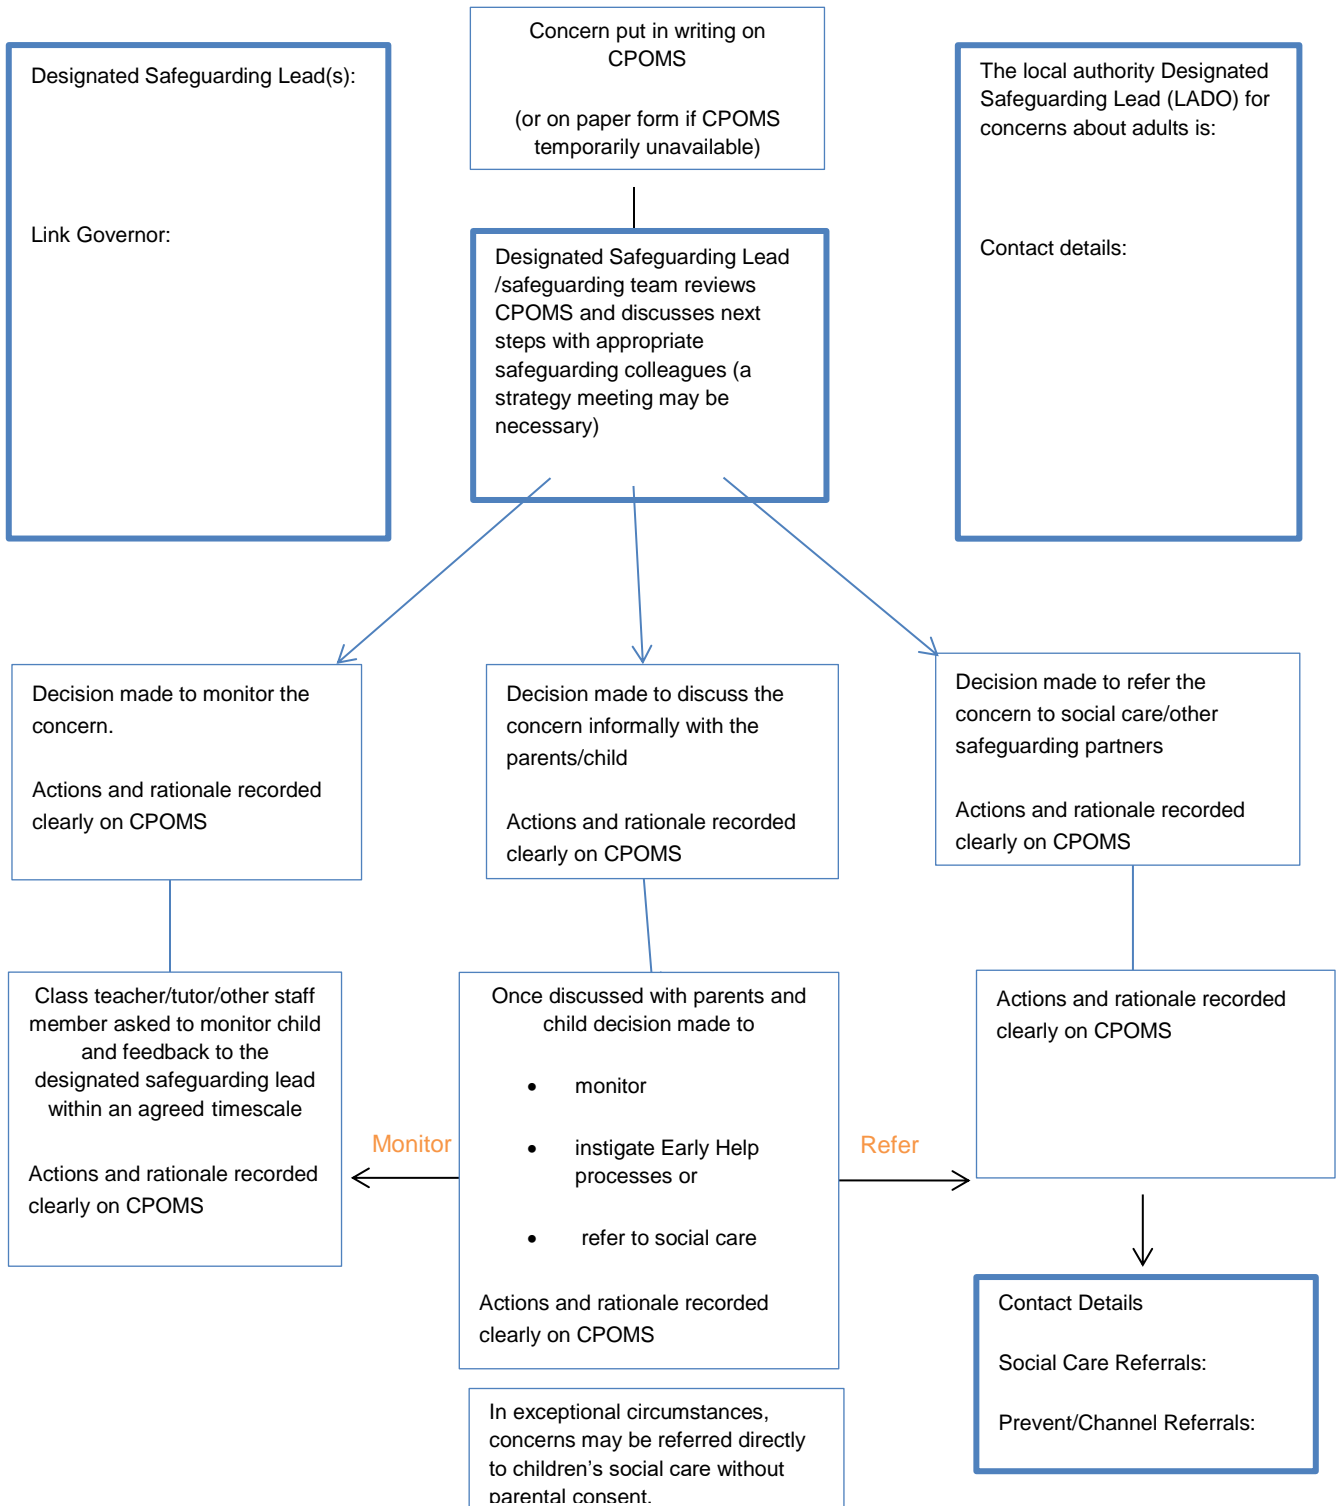 Concern put in writing on
CPOMS
(or on paper form if CPOMS
temporarily unavailable)
Designated Safeguarding Lead(s):
Link Governor:
The local authority Designated
Safeguarding Lead (LADO) for
concerns about adults is:
Contact details:
Designated Safeguarding Lead
/safeguarding team reviews
CPOMS and discusses next
steps with appropriate
safeguarding colleagues (a
strategy meeting may be
necessary)
Decision made to monitor the
concern.
Actions and rationale recorded
clearly on CPOMS
Decision made to discuss the
concern informally with the
parents/child
Actions and rationale recorded
clearly on CPOMS
Decision made to refer the
concern to social care/other
safeguarding partners
Actions and rationale recorded
clearly on CPOMS
Class teacher/tutor/other staff
member asked to monitor child
and feedback to the
designated safeguarding lead
within an agreed timescale
Actions and rationale recorded
clearly on CPOMS
Monitor
Once discussed with parents and
child decision made to
• monitor
• instigate Early Help
processes or
• refer to social care
Actions and rationale recorded
clearly on CPOMS
Refer
Actions and rationale recorded
clearly on CPOMS
Contact Details
Social Care Referrals:
Prevent/Channel Referrals:
In exceptional circumstances,
concerns may be referred directly
to children’s social care without
parental consent.